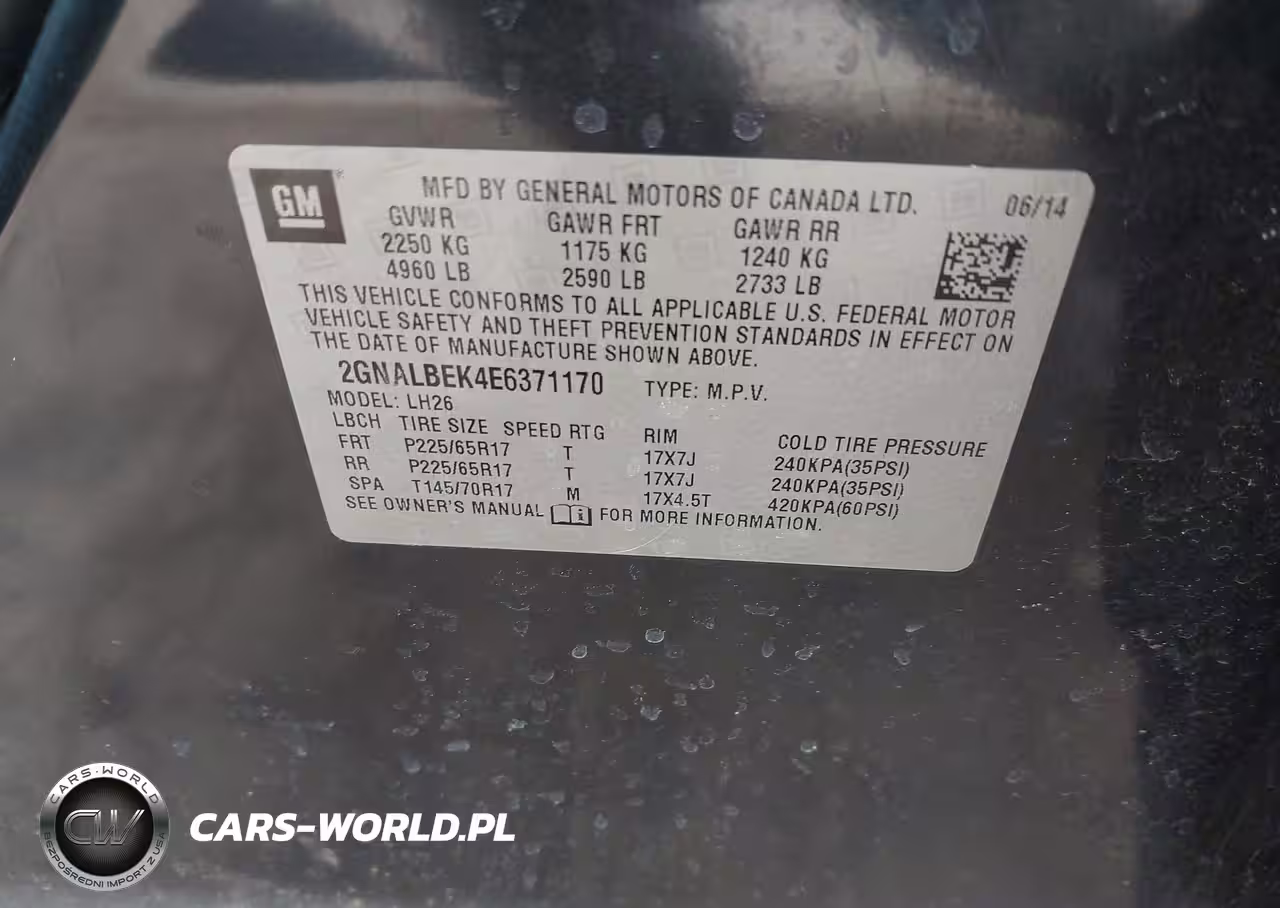 GM
MFD BY GENERAL MOTORS OF CANADA LTD. 06/14
GVWR GAWR FRT GAWR RR
2250 KG 1175 KG 1240 KG
4960 LB 2590 LB 2733 LB
THIS VEHICLE CONFORMS TO ALL APPLICABLE U.S. FEDERAL MOTOR
VEHICLE SAFETY AND THEFT PREVENTION STANDARDS IN EFFECT ON
THE DATE OF MANUFACTURE SHOWN ABOVE.
2GNALBEK4E6371170 TYPE: M.P.V.
MODEL: LH26
LBCH TIRE SIZE SPEED RTG RIM COLD TIRE PRESSURE
FRT P225/65R17 T 17X7J 240KPA(35PSI)
RR P225/65R17 T 17X7J 240KPA(35PSI)
SPA T145/70R17 M 17X4.5T 420KPA(60PSI)
SEE OWNER'S MANUAL i FOR MORE INFORMATION.
CARS-WORLD
CW
BEZPOŚREDNI IMPORT Z USA
CARS-WORLD.PL